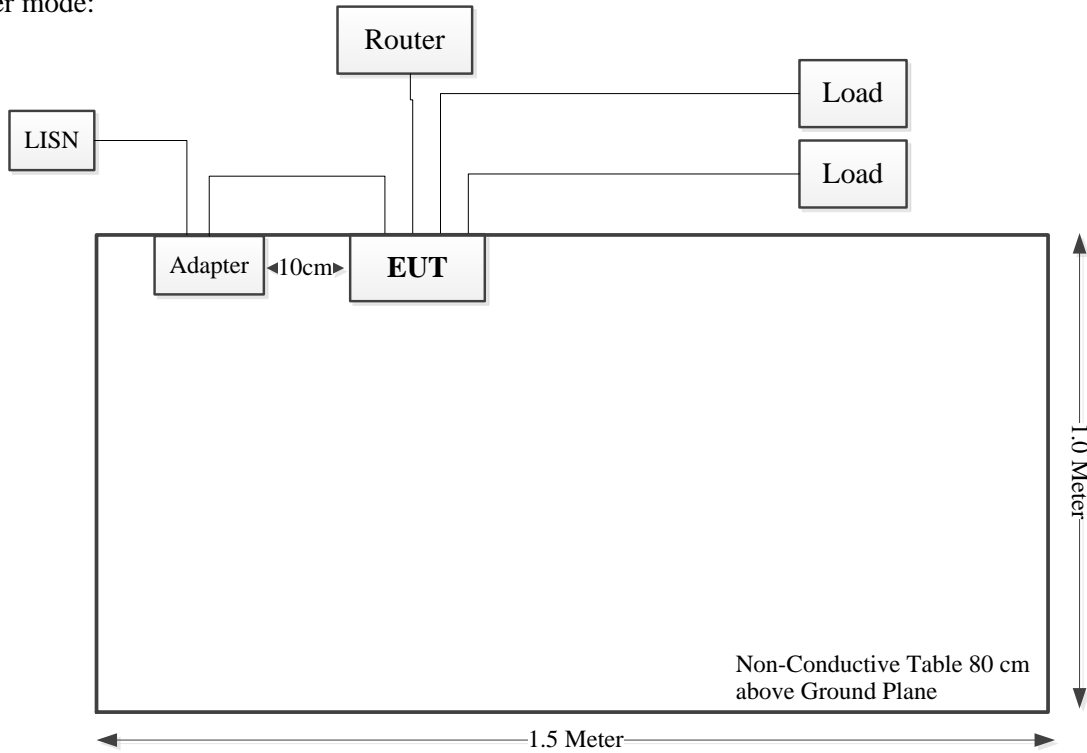 er mode:
Router
Load
LISN
Load
Adapter
10cm
EUT
1.0 Meter
Non-Conductive Table 80 cm
above Ground Plane
1.5 Meter